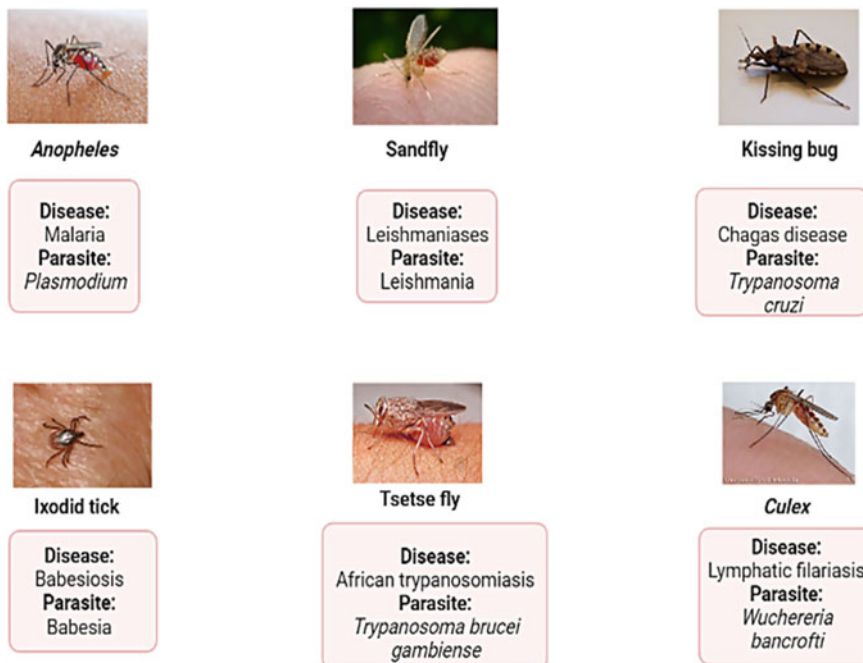 Anopheles
Sandfly
Kissing bug
Disease:
Malaria
Parasite:
Plasmodium
Disease:
Leishmaniases
Parasite:
Leishmania
Disease:
Chagas disease
Parasite:
Trypanosoma
cruzi
Ixodid tick
Tsetse fly
Culex
Disease:
Babesiosis
Parasite:
Babesia
Disease:
African trypanosomiasis
Parasite:
Trypanosoma brucei
gambiense
Disease:
Lymphatic filariasis
Parasite:
Wuchereria
bancrofti